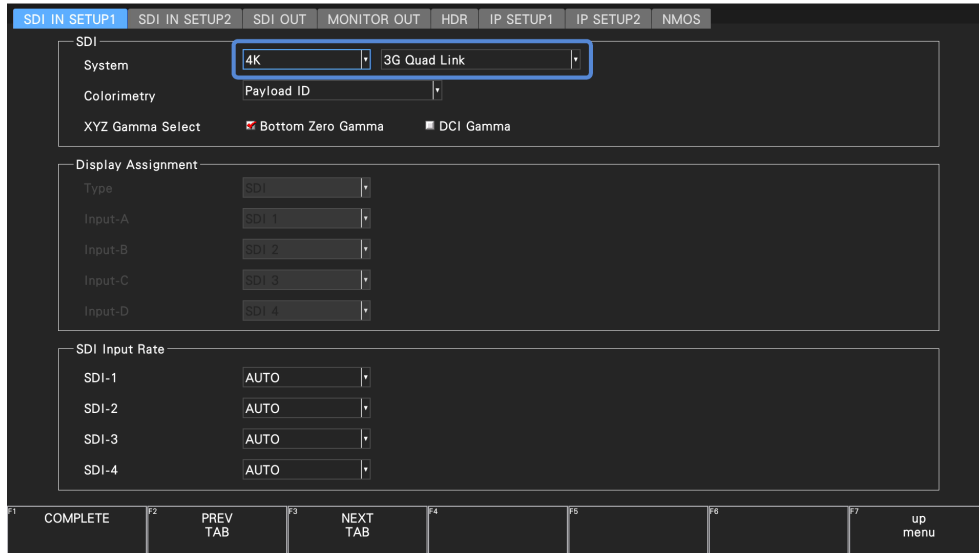 SDI IN SETUP1 SDI IN SETUP2 SDI OUT MONITOR OUT HDR IP SETUP1 IP SETUP2 NMOS
SDI
System 4K 3G Quad Link
Colorimetry Payload ID
XYZ Gamma Select Bottom Zero Gamma DCI Gamma
Display Assignment
Type SDI
Input-A SDI 1
Input-B SDI 2
Input-C SDI 3
Input-D SDI 4
SDI Input Rate
SDI-1 AUTO
SDI-2 AUTO
SDI-3 AUTO
SDI-4 AUTO
F1 COMPLETE F2 PREV TAB F3 NEXT TAB F4 F5 F6 F7 up menu